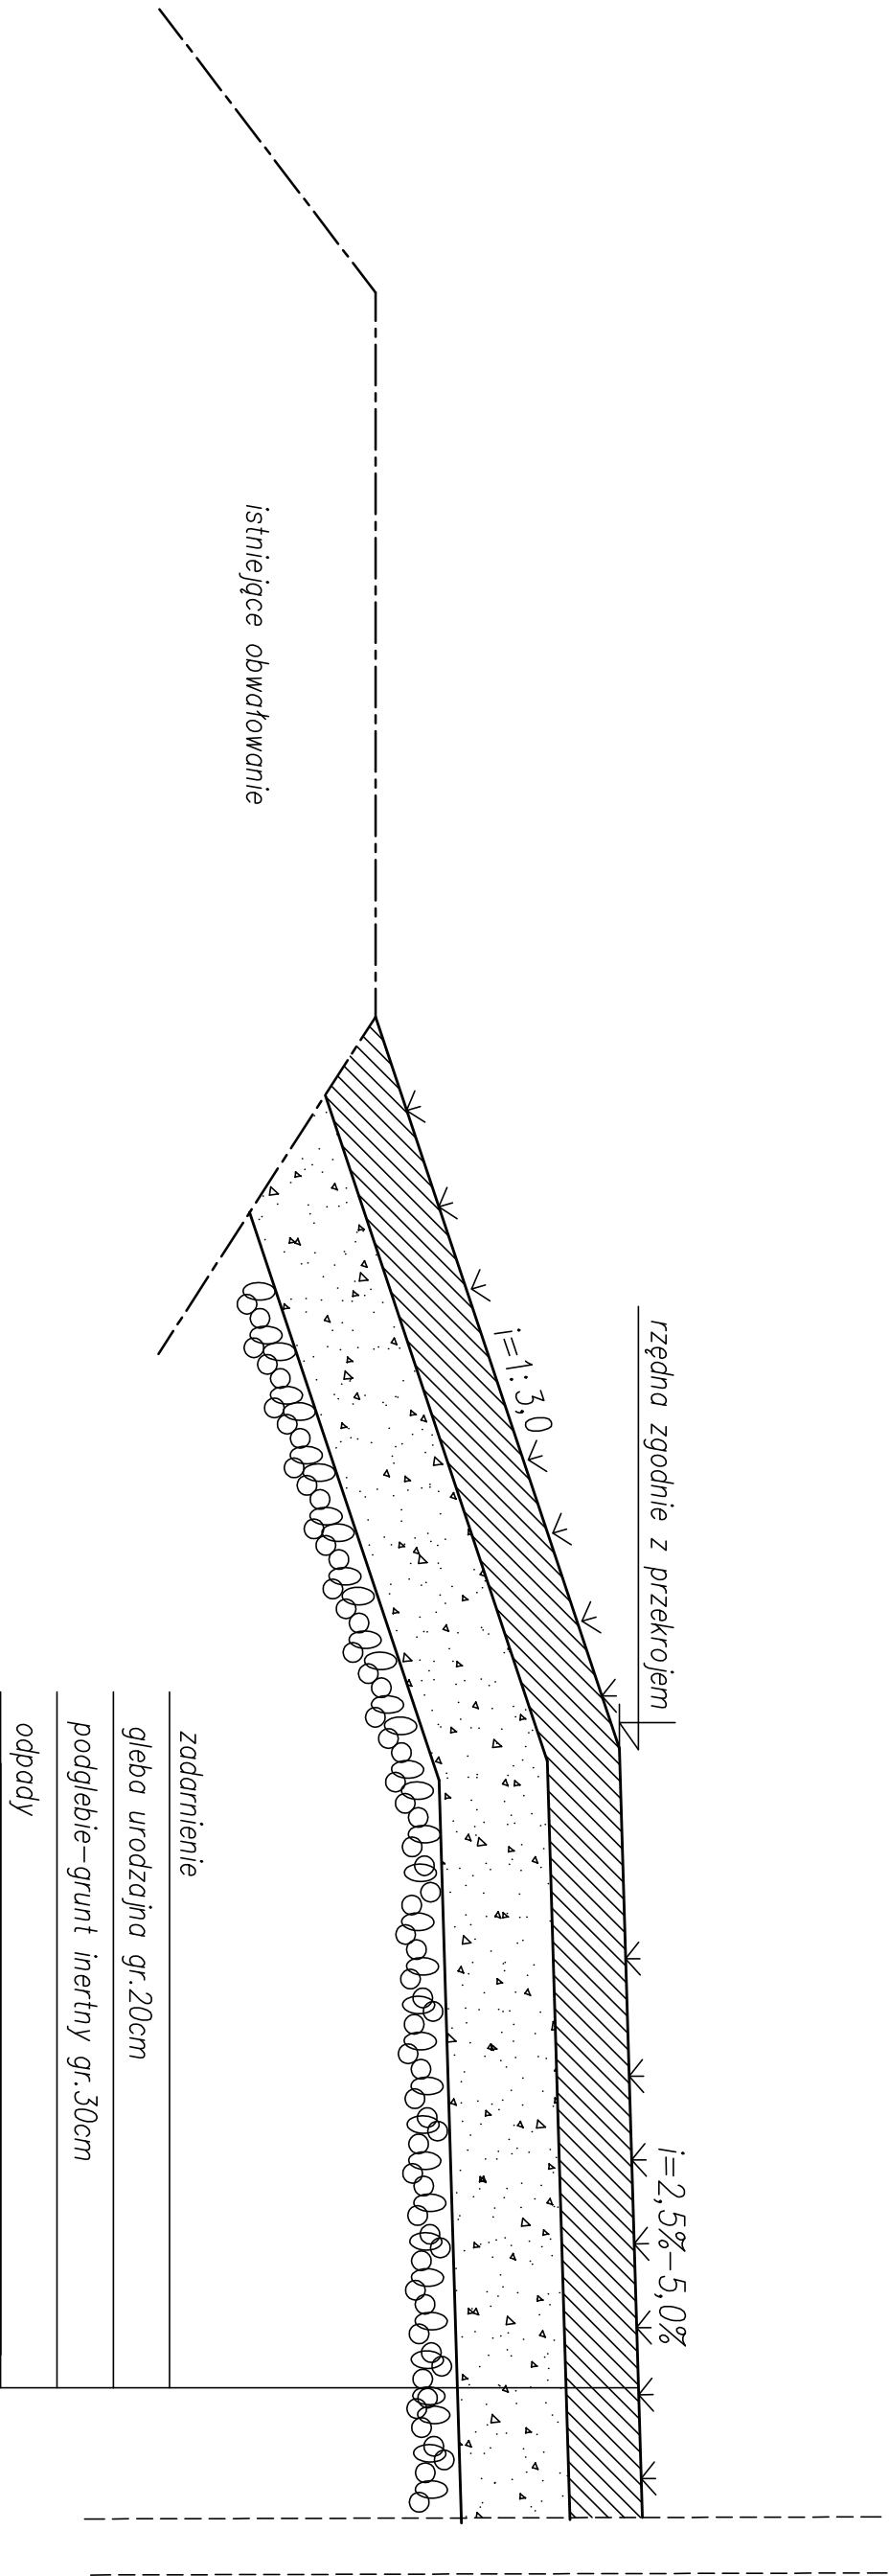 rzędna zgodnie z przekrojem
i=2,5%-5,0%
i=1:3,0
istniejące obwałowanie
zadarnienie
gleba urodzajna gr.20cm
podglebie-grunt inertny gr.30cm
odpady